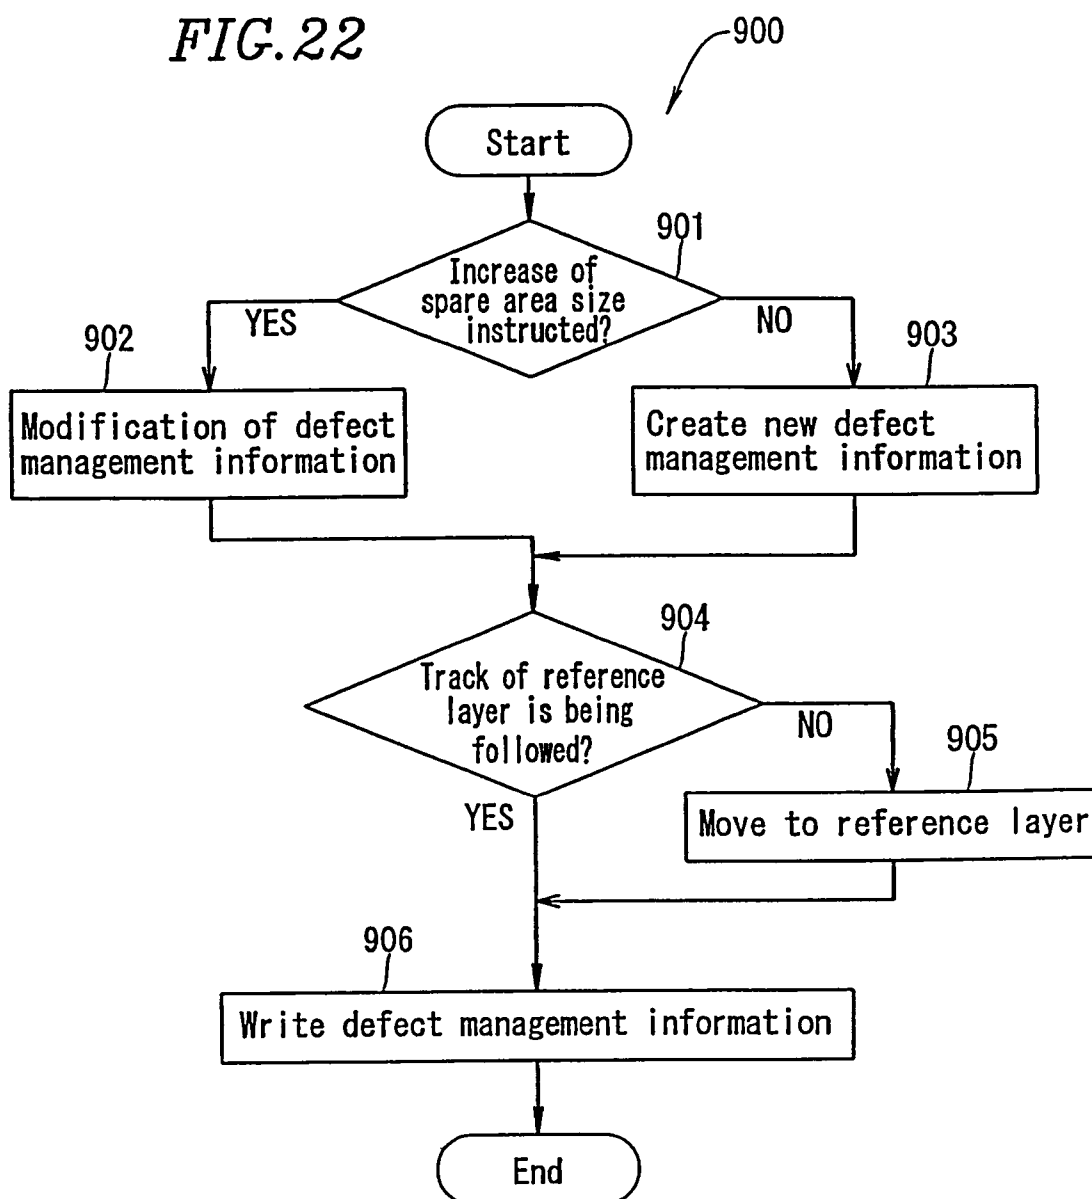 FIG.22
900
Start
901
Increase of
spare area size
instructed?
YES
NO
902
903
Modification of defect
management information
Create new defect
management information
904
Track of reference
layer is being
followed?
NO
905
YES
Move to reference layer
906
Write defect management information
End